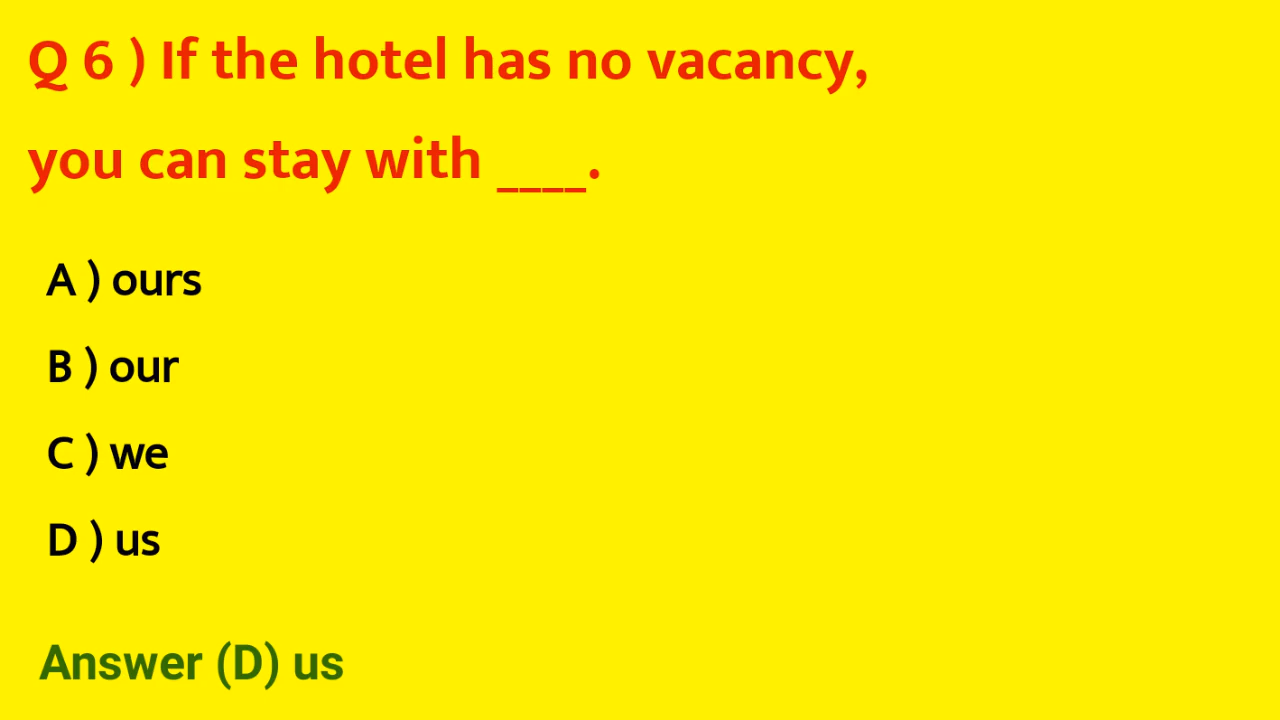 Q 6 ) If the hotel has no vacancy,
you can stay with ____.
A ) ours
B ) our
C ) we
D ) us
Answer (D) us